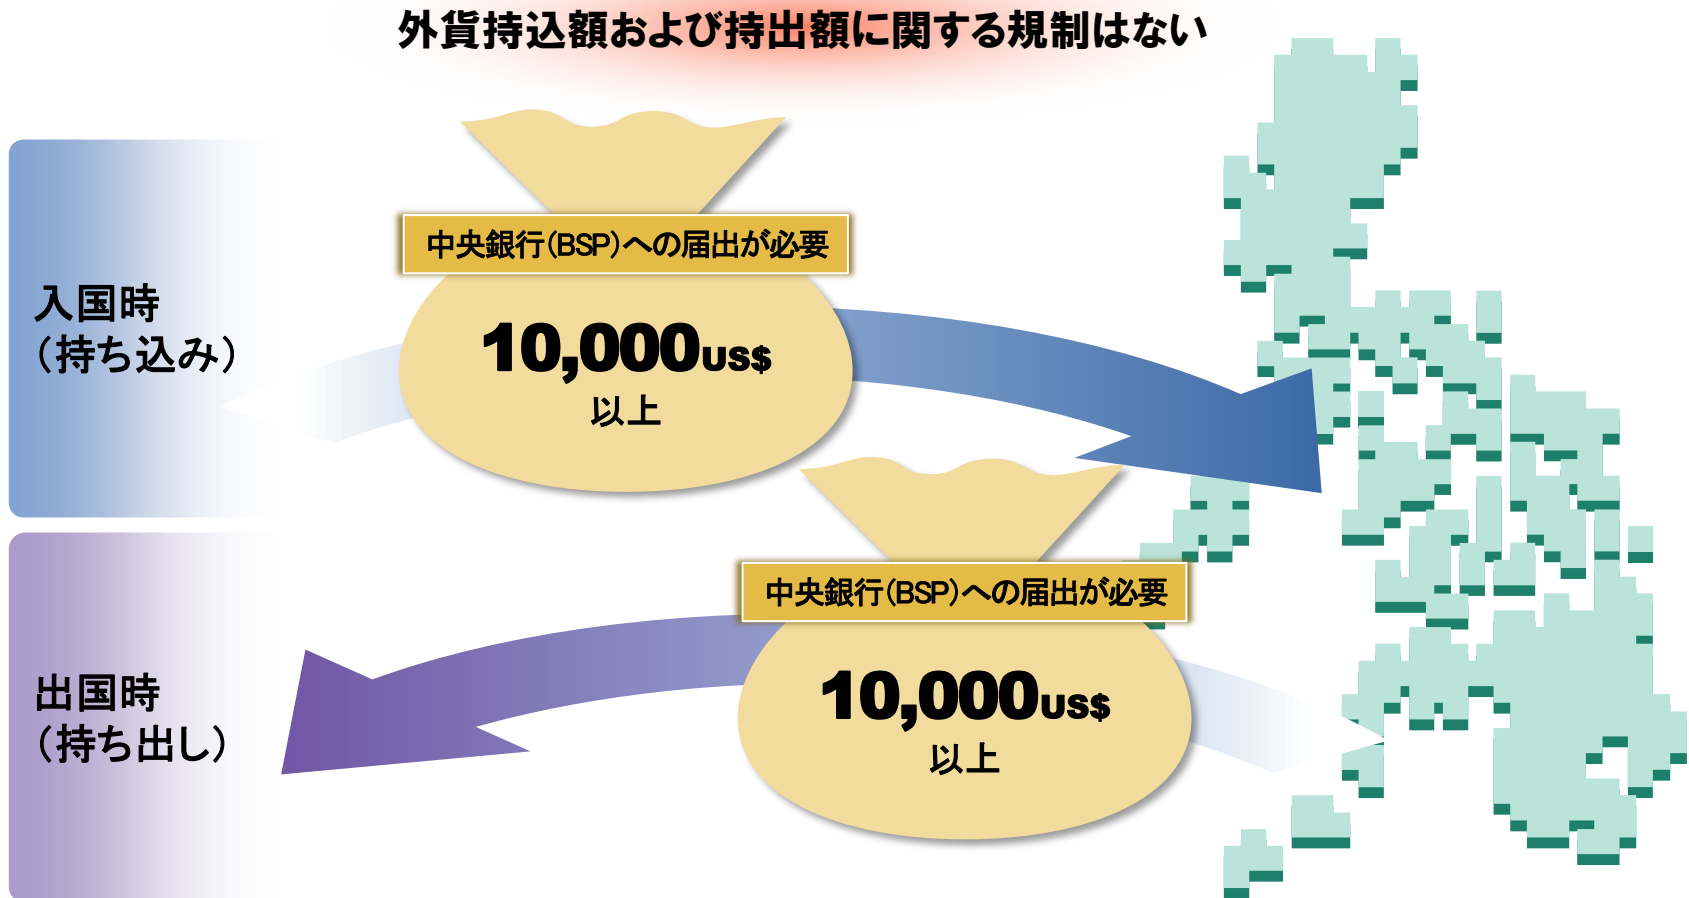 外貨持込額および持出額に関する規制はない
中央銀行(BSP)への届出が必要
入国時
(持ち込み)
10,000US$
以上
中央銀行(BSP)への届出が必要
出国時
(持ち出し)
10,000US$
以上